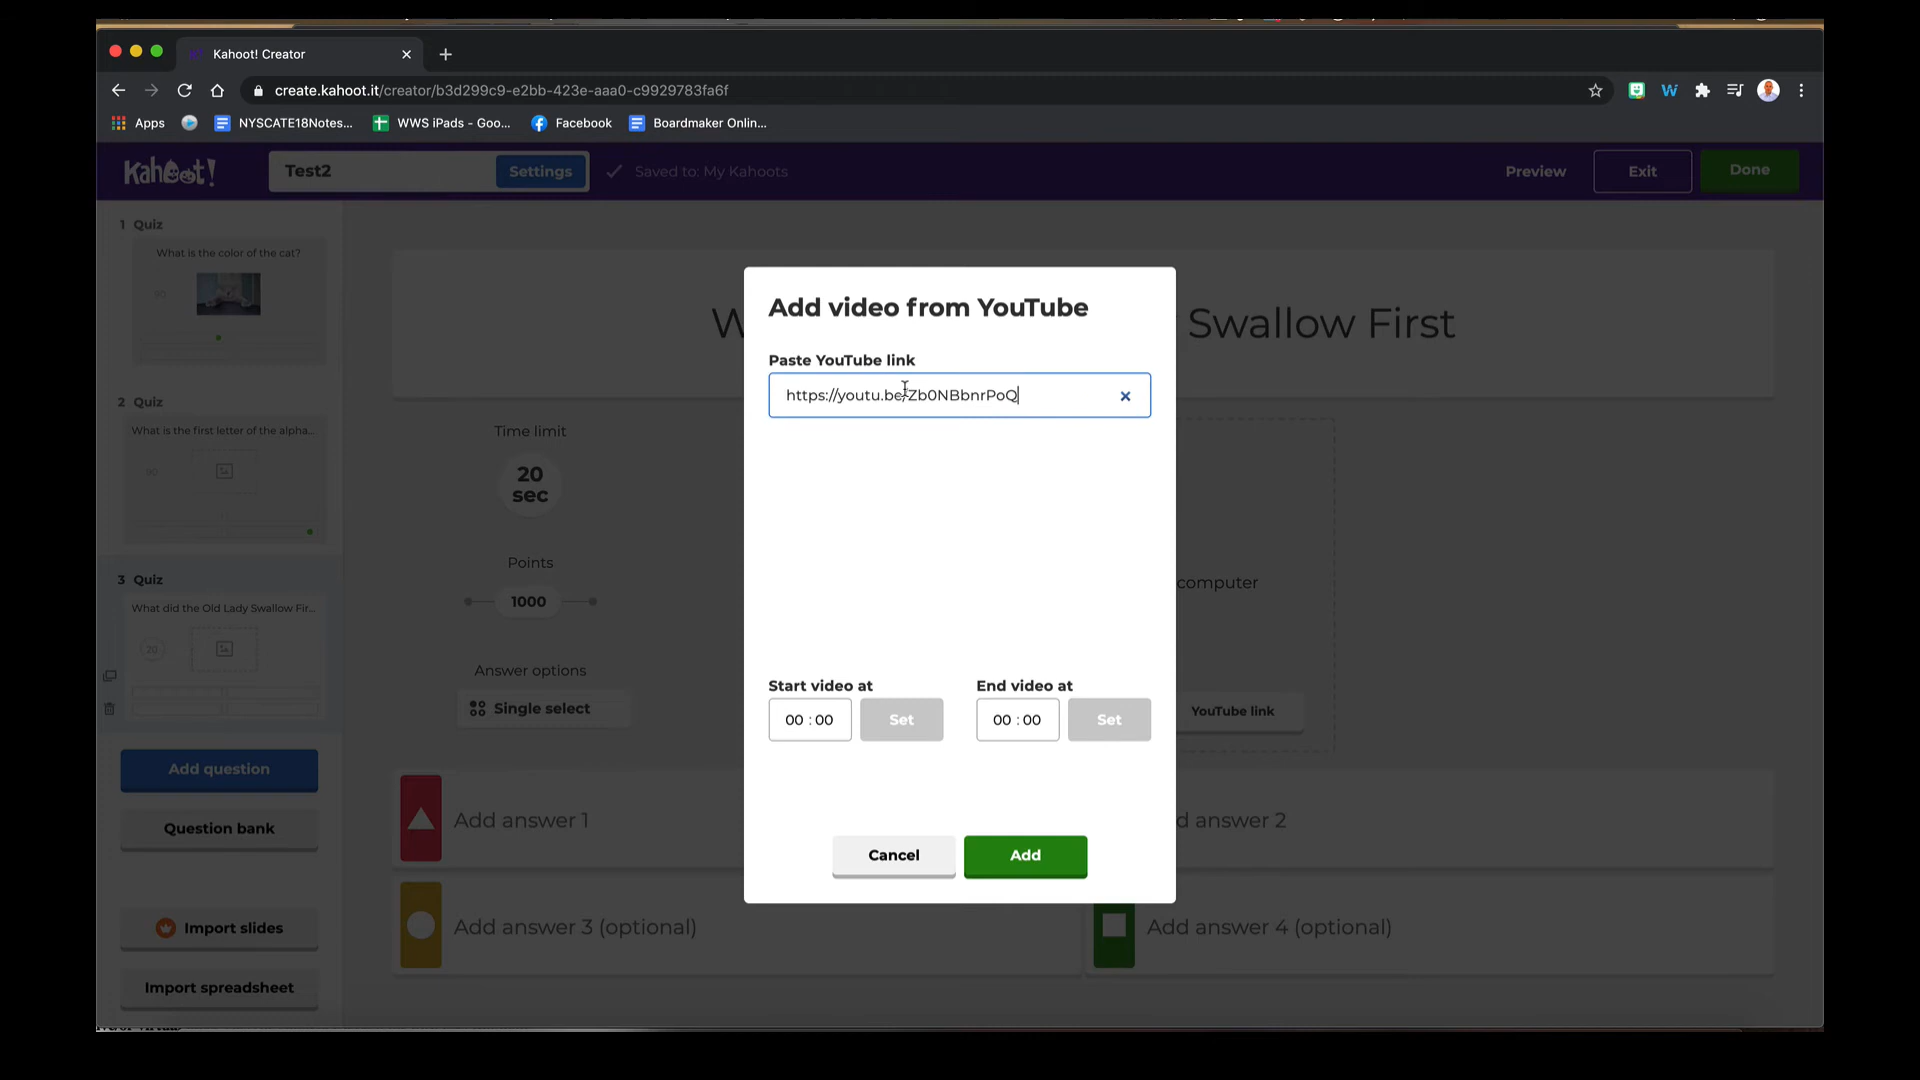 Kahoot! Creator
create.kahoot.it/creator/b3d299c9-e2bb-423e-aaa0-c9929783fa6f
Apps
NYSCATE18Notes...
WWS iPads - Goo...
Facebook
Boardmaker Onlin...
Kahoot!
Test2
Settings
Saved to: My Kahoots
Preview
Exit
Done
1 Quiz
What is the color of the cat?
90
2 Quiz
What is the first letter of the alpha...
90
3 Quiz
What did the Old Lady Swallow Fir...
20
Add question
Question bank
Import slides
Import spreadsheet
Swallow First
Time limit
20
sec
Points
1000
Answer options
Single select
computer
YouTube link
Add answer 1
d answer 2
Add answer 3 (optional)
Add answer 4 (optional)
Add video from YouTube
Paste YouTube link
https://youtu.be/Zb0NBbnrPoQ
Start video at
End video at
00 : 00
Set
00 : 00
Set
Cancel
Add